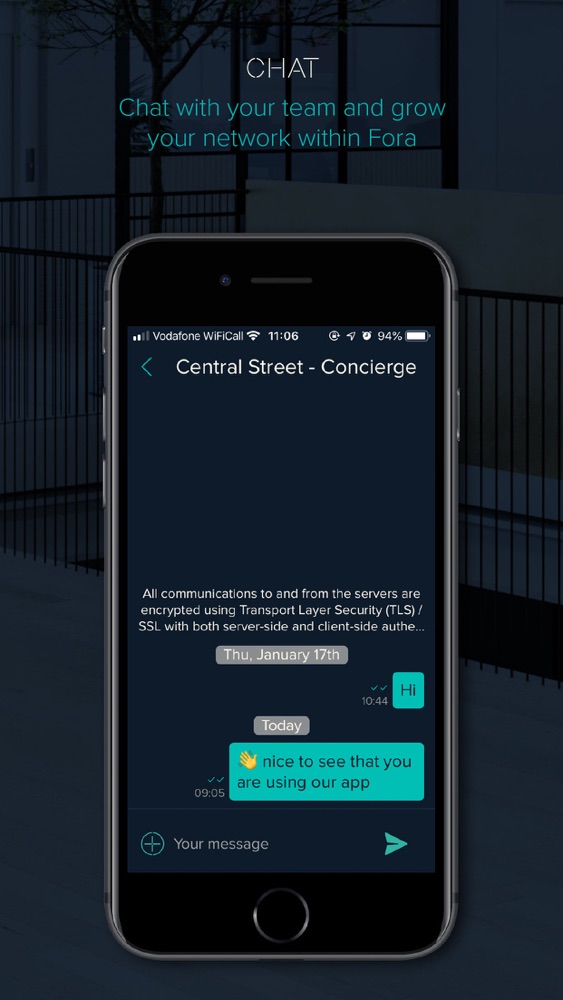 CHAT
Chat with your team and grow
your network within Fora
Vodafone WiFiCall 11:06 94%
Central Street - Concierge
All communications to and from the servers are
encrypted using Transport Layer Security (TLS) /
SSL with both server-side and client-side authe...
Thu, January 17th
Hi
10:44
Today
👋 nice to see that you
are using our app
09:05
Your message